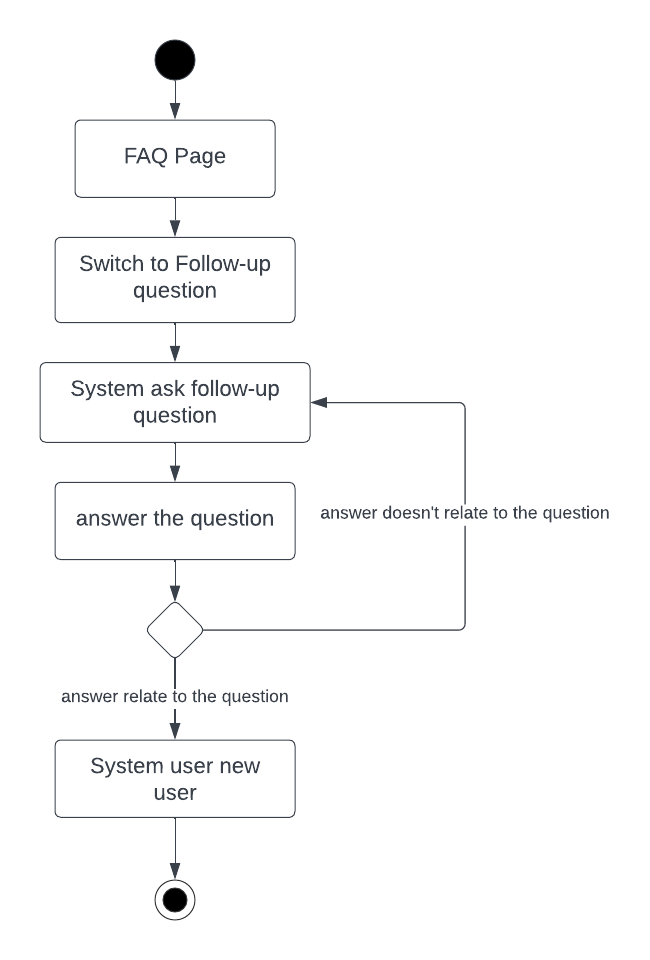 FAQ Page
Switch to Follow-up
question
System ask follow-up
question
answer the question
answer doesn't relate to the question
answer relate to the question
System user new
user